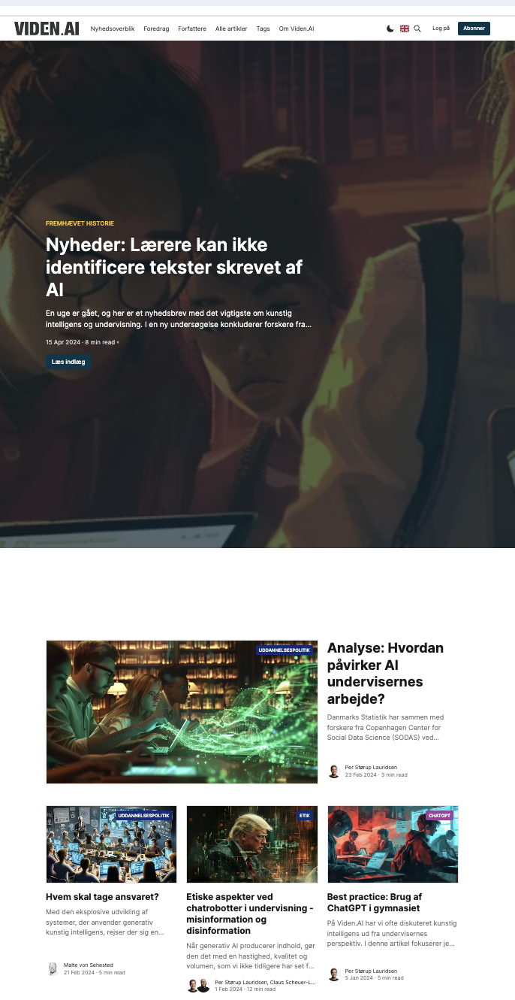 VIDEN.AI
Nyhedsoverblik Foredrag Forfattere Alle artikler Tags Om Viden.AI
Log på
Abonner
FREMHÆVET HISTORIE
Nyheder: Lærere kan ikke
identificere tekster skrevet af
AI
En uge er gået, og her er et nyhedsbrev med det vigtigste om kunstig
intelligens og undervisning. I en ny undersøgelse konkluderer forskere fra...
15 Apr 2024 · 8 min read
Læs indlæg
UDDANNELSESPOLITIK
Analyse: Hvordan
påvirker AI
undervisernes
arbejde?
Danmarks Statistik har sammen med
forskere fra Copenhagen Center for
Social Data Science (SODAS) ved...
Per Størup Lauridsen
23 Feb 2024 · 3 min read
UDDANNELSESPOLITIK
Hvem skal tage ansvaret?
Med den eksplosive udvikling af
systemer, der anvender generativ
kunstig intelligens, rejser der sig en...
Malte von Sehested
21 Feb 2024 · 5 min read
ETIK
Etiske aspekter ved
chatrobotter i undervisning -
misinformation og
disinformation
Når generativ AI producerer indhold, gør
den det med en hastighed, kvalitet og
volumen, som vi ikke tidligere har set f...
Per Størup Lauridsen, Claus Scheuer-L...
1 Feb 2024 · 12 min read
CHATGPT
Best practice: Brug af
ChatGPT i gymnasiet
På Viden.AI har vi ofte diskuteret kunstig
intelligens ud fra undervisernes
perspektiv. I denne artikel fokuserer je...
Per Størup Lauridsen
5 Jan 2024 · 5 min read